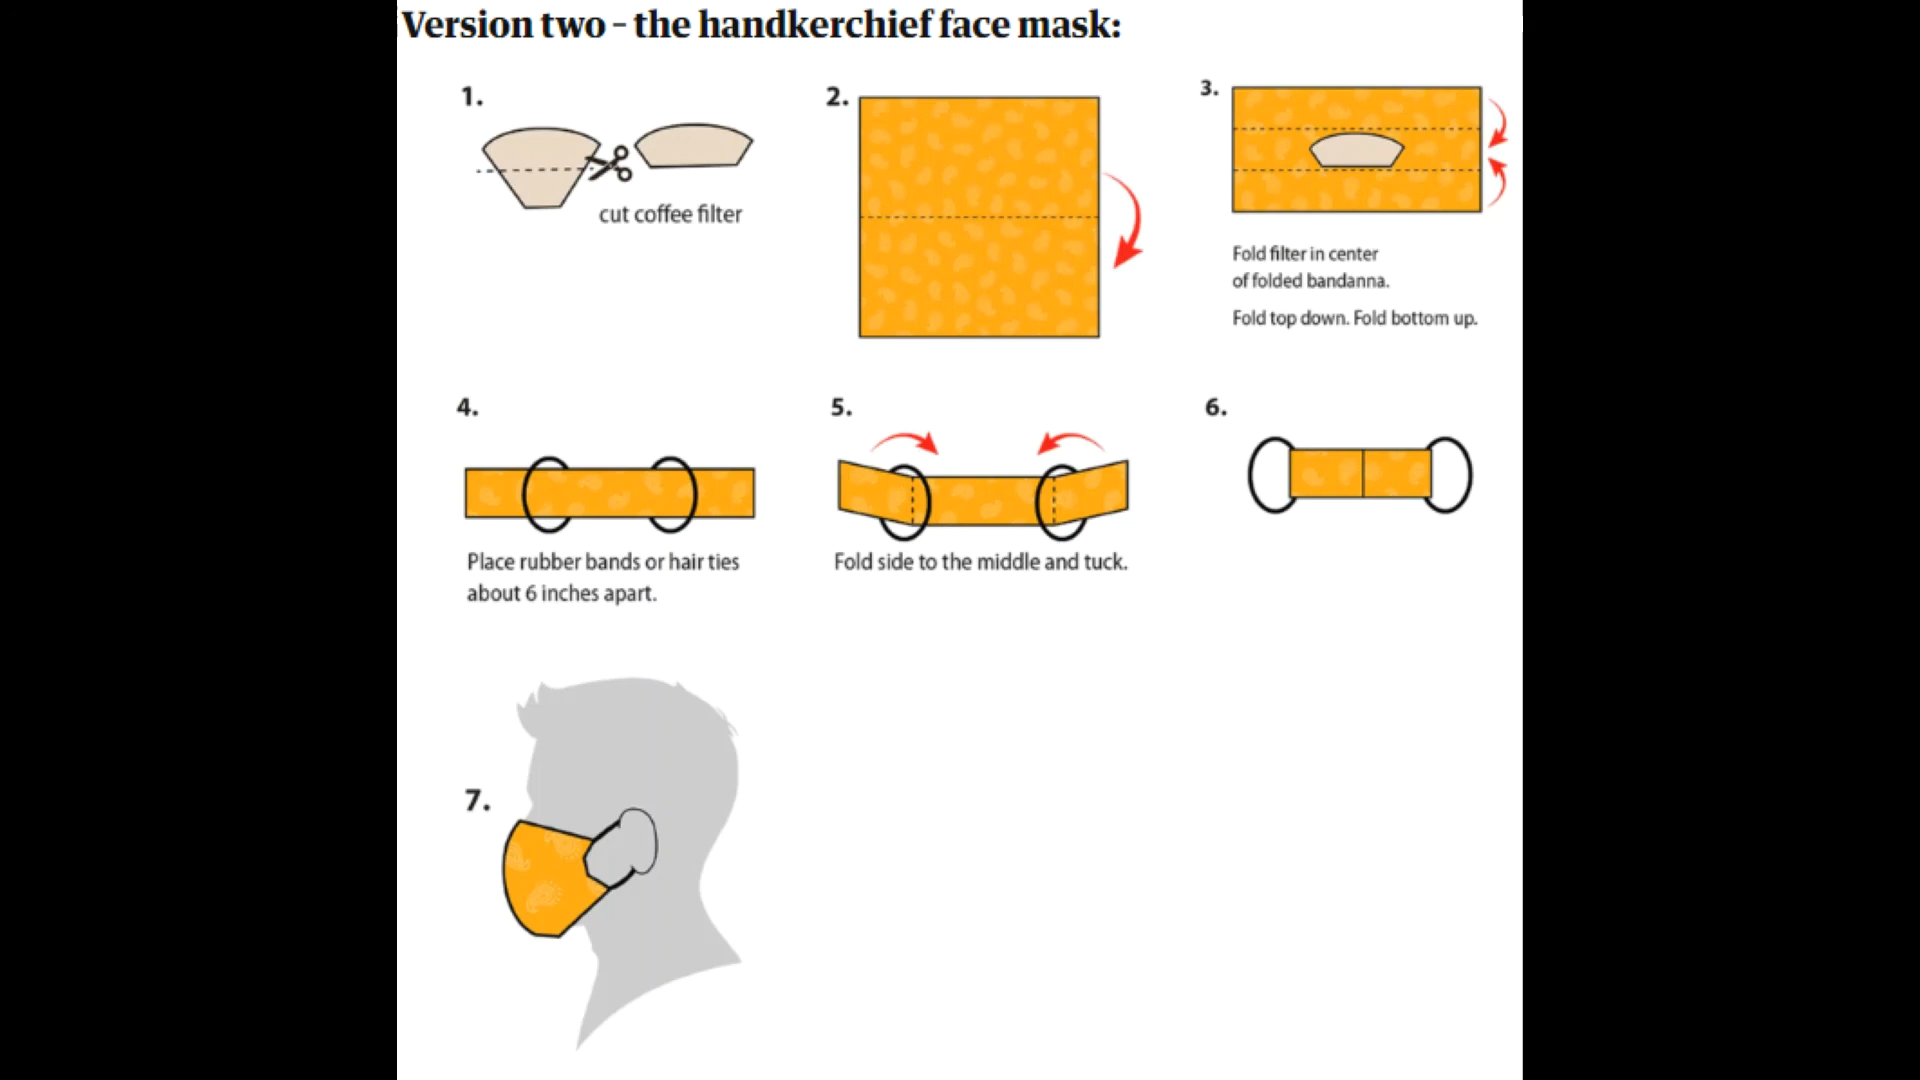 Version two - the handkerchief face mask:
1.
cut coffee filter
2.
3.
Fold filter in center
of folded bandanna.
Fold top down. Fold bottom up.
4.
Place rubber bands or hair ties
about 6 inches apart.
5.
Fold side to the middle and tuck.
6.
7.